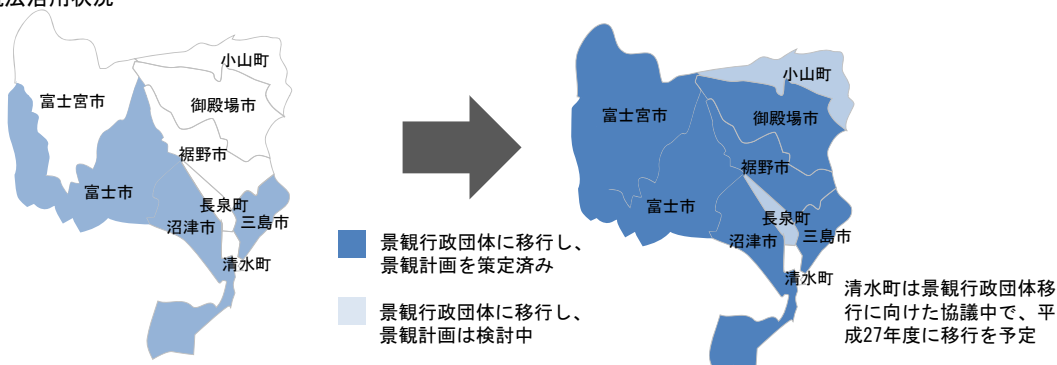 法活用状況
小山町
富士宮市
御殿場市
裾野市
富士市
長泉町
三島市
沼津市
清水町
景観行政団体に移行し、
景観計画を策定済み
景観行政団体に移行し、
景観計画は検討中
小山町
富士宮市
御殿場市
裾野市
富士市
長泉町
三島市
沼津市
清水町
清水町は景観行政団体移
行に向けた協議中で、平
成27年度に移行を予定